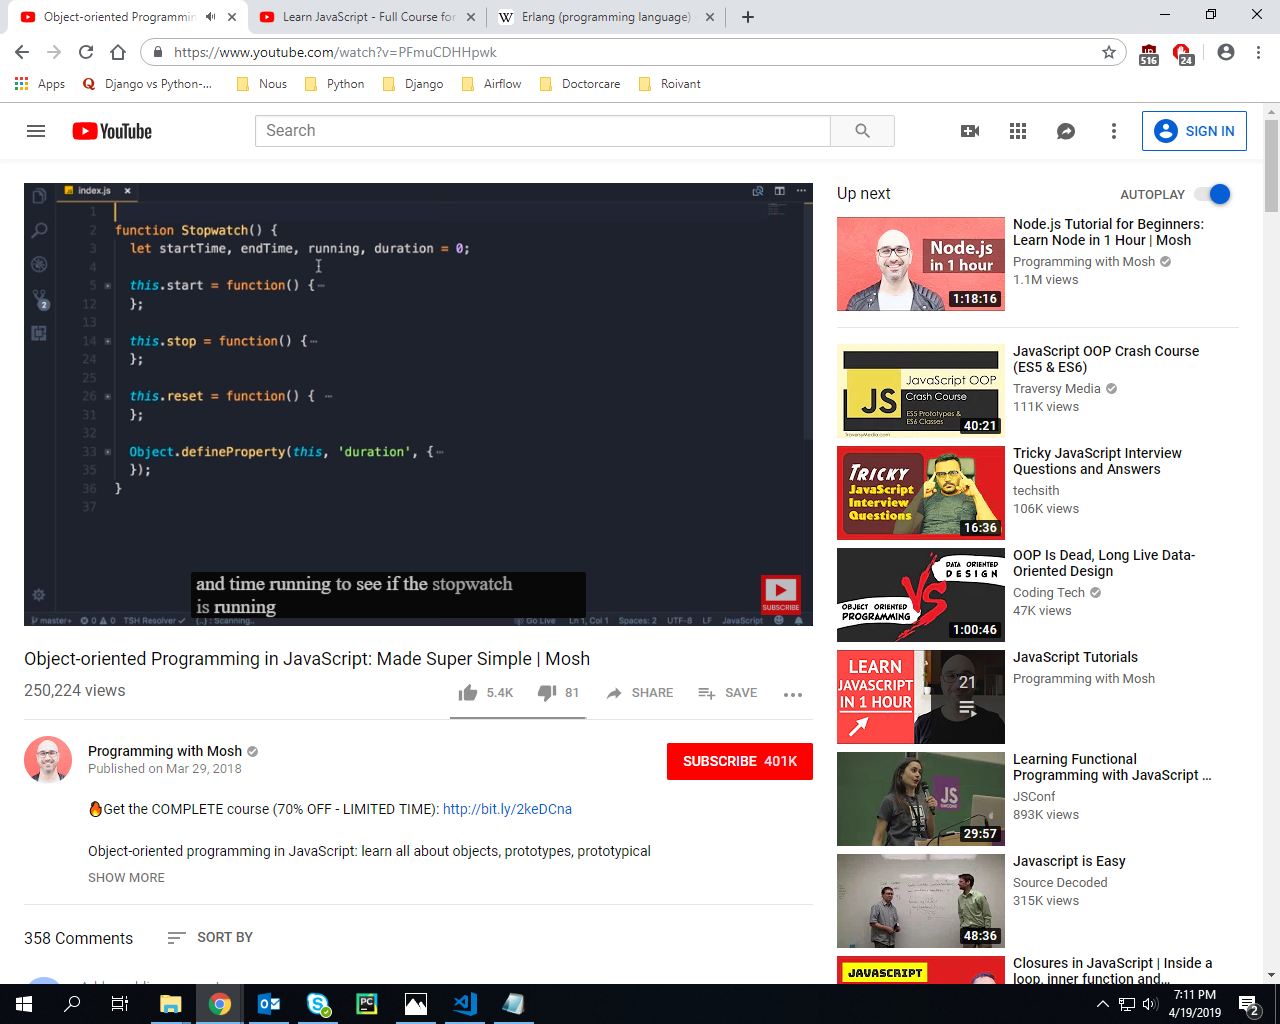 Object-oriented Programmin
Learn JavaScript - Full Course for
Erlang (programming language)
https://www.youtube.com/watch?v=PFmuCDHHpwk
516
24
Apps
Django vs Python-...
Nous
Python
Django
Airflow
Doctorcare
Roivant
YouTube
Search
SIGN IN
index.js
1
2 function Stopwatch() {
3 let startTime, endTime, running, duration = 0;
4
5 this.start = function() {…
12 };
13
14 this.stop = function() {…
24 };
25
26 this.reset = function() { …
31 };
32
33 Object.defineProperty(this, 'duration', {…
35 });
36 }
37
2
and time running to see if the stopwatch
is running
SUBSCRIBE
master+ 0 0 TSH Resolver {..} : Scanning.. Go Live Ln 1, Col 1 Spaces: 2 UTF-8 LF JavaScript
Object-oriented Programming in JavaScript: Made Super Simple | Mosh
250,224 views
5.4K
81
SHARE
SAVE
Programming with Mosh
Published on Mar 29, 2018
SUBSCRIBE 401K
Get the COMPLETE course (70% OFF - LIMITED TIME): http://bit.ly/2keDCna
Object-oriented programming in JavaScript: learn all about objects, prototypes, prototypical
SHOW MORE
358 Comments
SORT BY
Up next
AUTOPLAY
Node.js
in 1 hour
1:18:16
Node.js Tutorial for Beginners:
Learn Node in 1 Hour | Mosh
Programming with Mosh
1.1M views
JS
JavaScript OOP
Crash Course
ES5 Prototypes &
ES6 Classes
TraversyMedia.com
40:21
JavaScript OOP Crash Course
(ES5 & ES6)
Traversy Media
111K views
TRICKY
JavaScript
Interview
Questions
16:36
Tricky JavaScript Interview
Questions and Answers
techsith
106K views
DATA ORIENTED
DESIGN
VS
OBJECT ORIENTED
PROGRAMMING
1:00:46
OOP Is Dead, Long Live Data-
Oriented Design
Coding Tech
47K views
LEARN
JAVASCRIPT
IN 1 HOUR
21
JavaScript Tutorials
Programming with Mosh
JS
29:57
Learning Functional
Programming with JavaScript ...
JSConf
893K views
48:36
Javascript is Easy
Source Decoded
315K views
JAVASCRIPT
Closures in JavaScript | Inside a
loop, inner function and...
PC
7:11 PM
4/19/2019
2